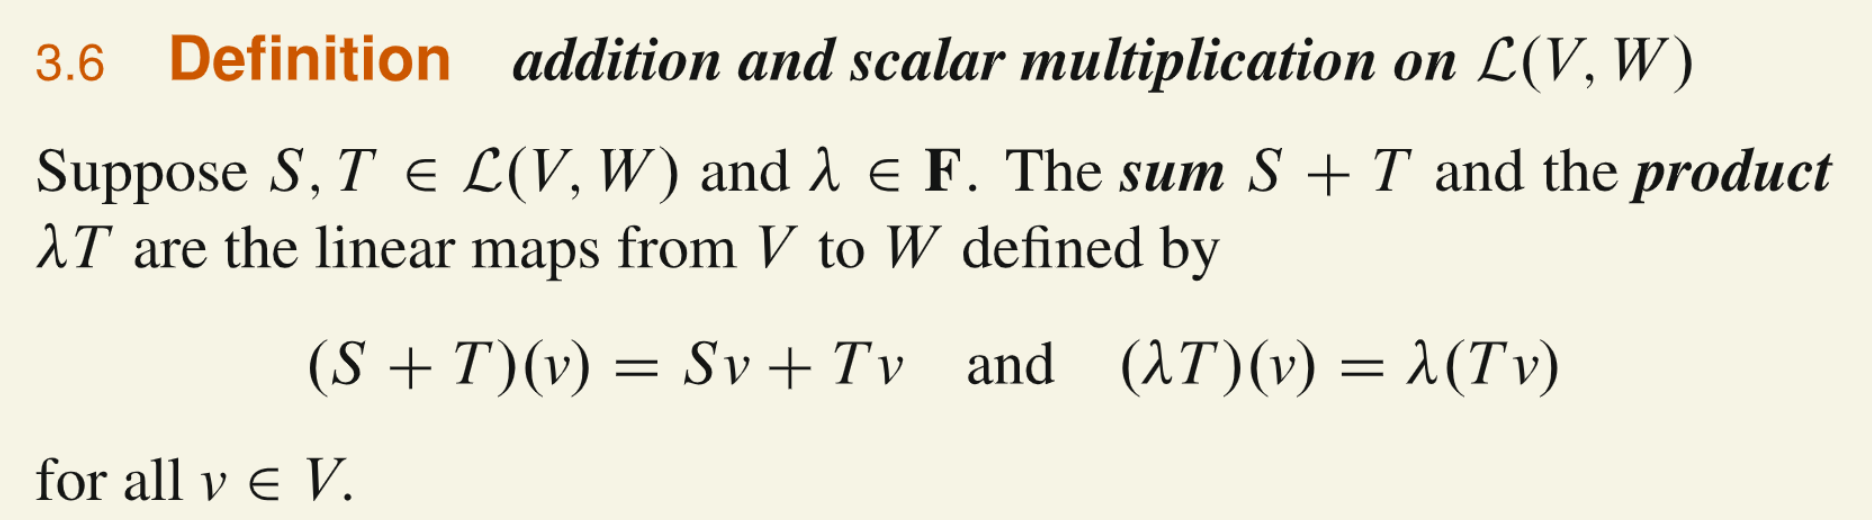 3.6 Definition addition and scalar multiplication on ℒ(V, W)
Suppose S, T ∈ ℒ(V, W) and λ ∈ F. The sum S + T and the product
λT are the linear maps from V to W defined by
(S + T)(v) = Sv + Tv and (λT)(v) = λ(Tv)
for all v ∈ V.